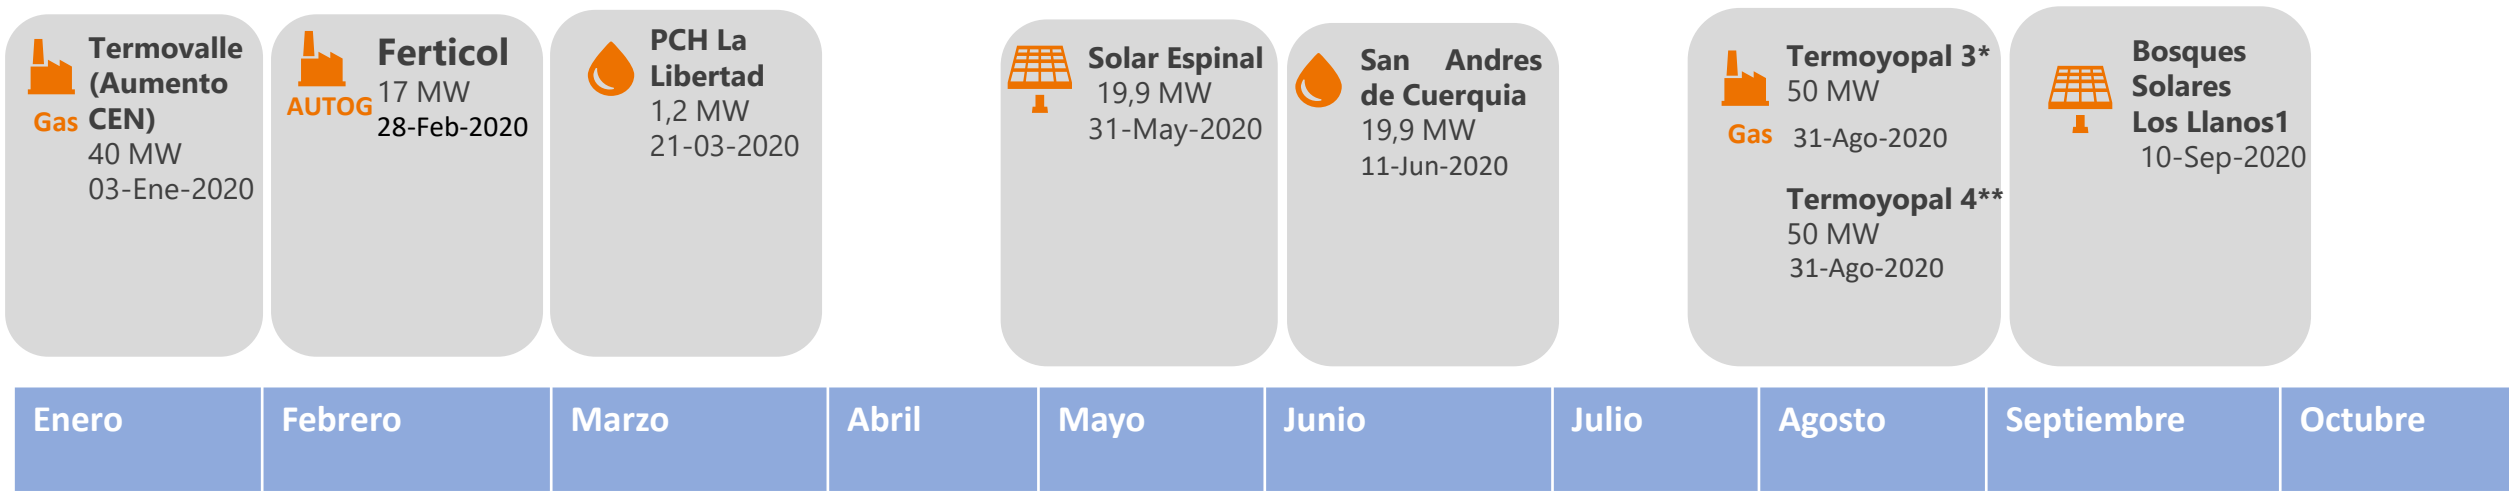 Termovalle
(Aumento
CEN)
40 MW
03-Ene-2020
Gas
Ferticol
17 MW
28-Feb-2020
AUTOG
PCH La
Libertad
1,2 MW
21-03-2020
Solar Espinal
19,9 MW
31-May-2020
San Andres
de Cuerquia
19,9 MW
11-Jun-2020
Termoyopal 3*
50 MW
31-Ago-2020
Gas
Termoyopal 4**
50 MW
31-Ago-2020
Bosques
Solares
Los Llanos1
10-Sep-2020
Enero
Febrero
Marzo
Abril
Mayo
Junio
Julio
Agosto
Septiembre
Octubre